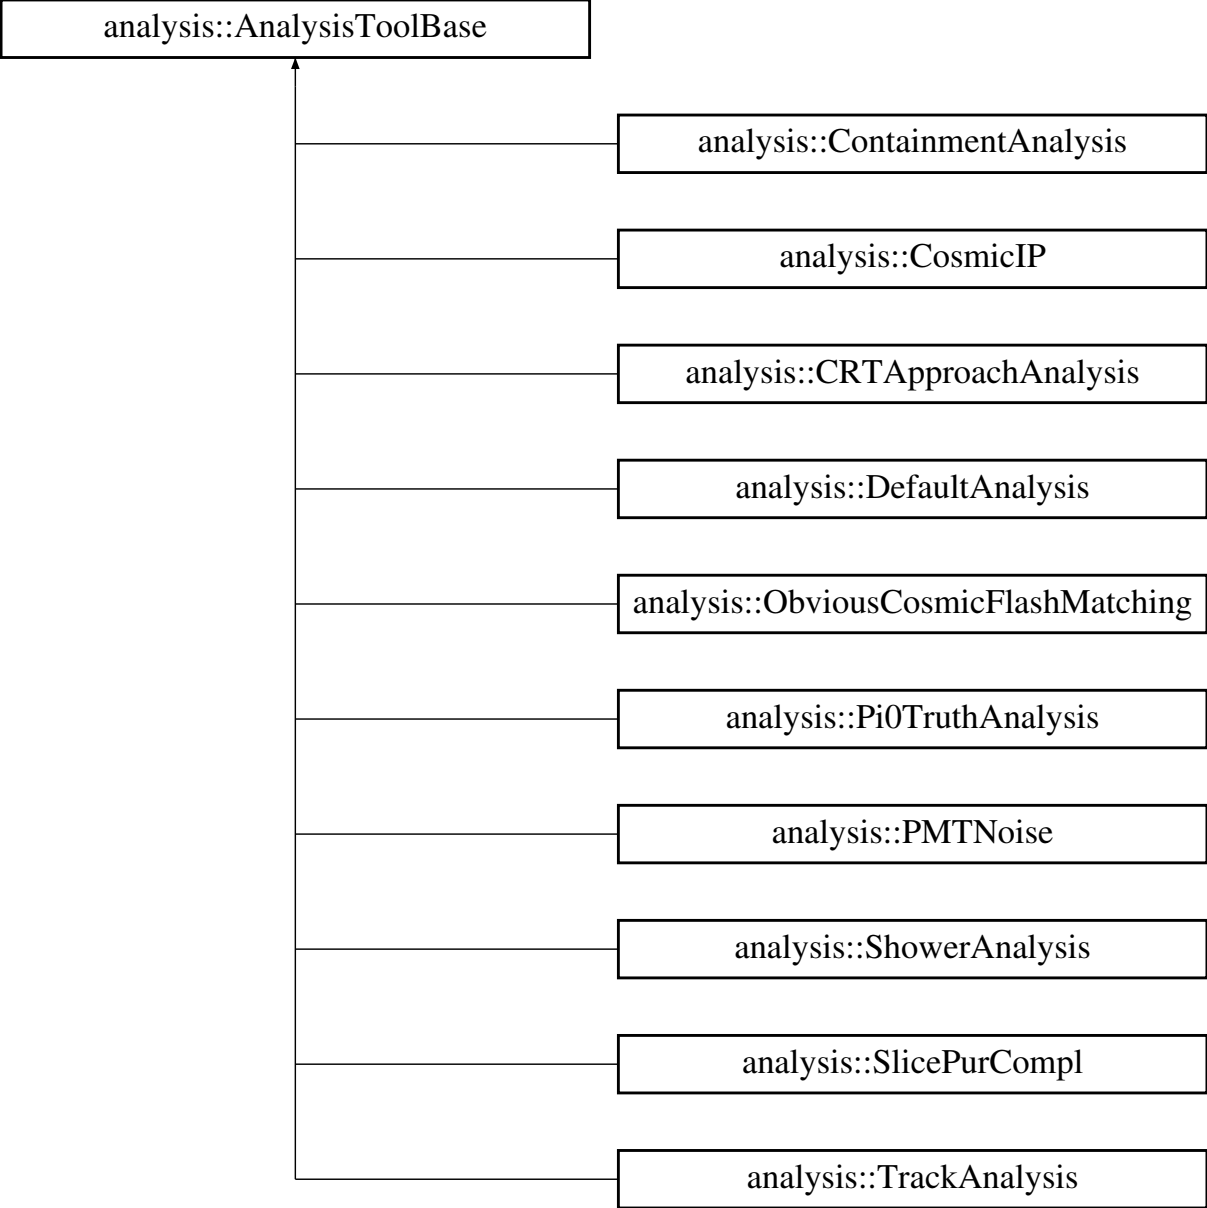 analysis::AnalysisToolBase
analysis::ContainmentAnalysis
analysis::CosmicIP
analysis::CRTApproachAnalysis
analysis::DefaultAnalysis
analysis::ObviousCosmicFlashMatching
analysis::Pi0TruthAnalysis
analysis::PMTNoise
analysis::ShowerAnalysis
analysis::SlicePurCompl
analysis::TrackAnalysis